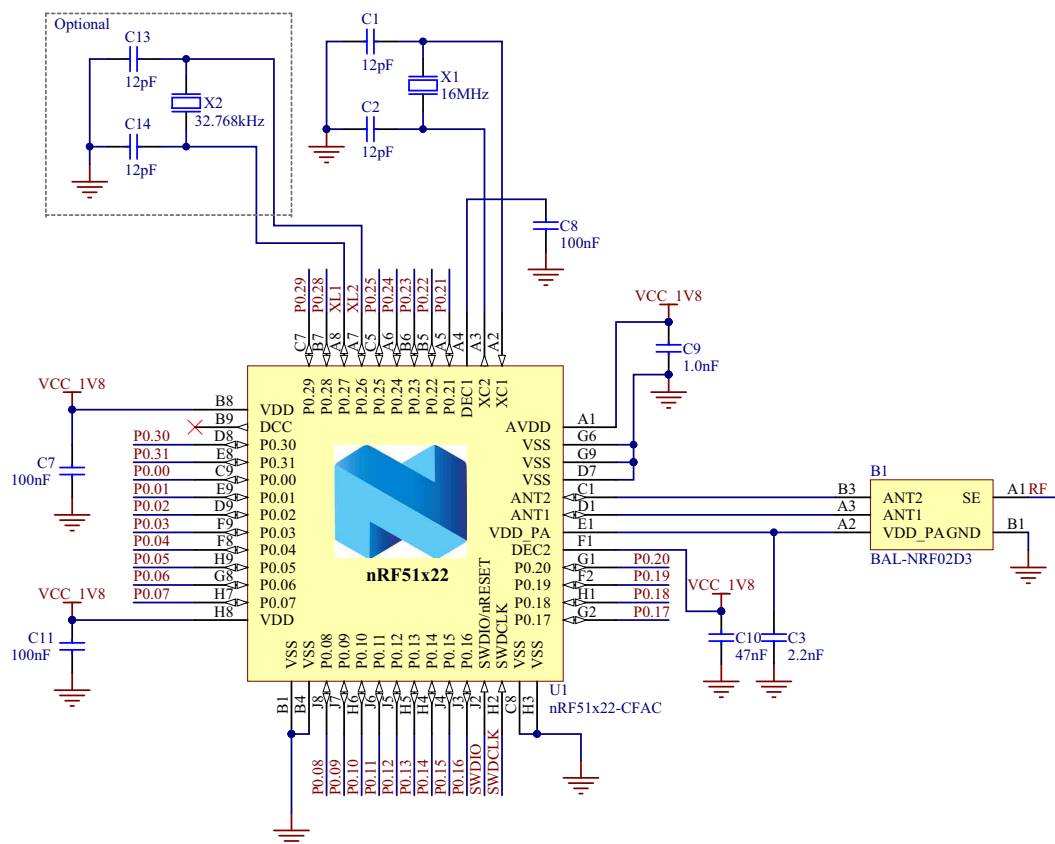 Optional
C13
12pF
X2
32.768kHz
C14
12pF
C1
12pF
X1
16MHz
C2
12pF
C8
100nF
P0.29
P0.28
XL1
XL2
P0.25
P0.24
P0.23
P0.22
P0.21
C7
B7
A8
A7
C5
A6
B6
B5
A5
A4
A3
A2
P0.29
P0.28
P0.27
P0.26
P0.25
P0.24
P0.23
P0.22
P0.21
DEC1
XC2
XC1
VCC_1V8
C9
1.0nF
VCC_1V8
C7
100nF
B8 VDD
B9 DCC
P0.30 D8 P0.30
P0.31 E8 P0.31
P0.00 C9 P0.00
P0.01 E9 P0.01
P0.02 D9 P0.02
P0.03 F9 P0.03
P0.04 F8 P0.04
P0.05 H9 P0.05
P0.06 G8 P0.06
P0.07 H7 P0.07
H8 VDD
VCC_1V8
C11
100nF
nRF51x22
AVDD A1
VSS G6
VSS G9
VSS D7
ANT2 C1
ANT1 D1
VDD_PA E1
DEC2 F1
P0.20 G1 P0.20
P0.19 F2 P0.19
P0.18 H1 P0.18
P0.17 G2 P0.17
B1
B3 ANT2 SE A1 RF
A3 ANT1
A2 VDD_PA GND B1
BAL-NRF02D3
VCC_1V8
C10
47nF
C3
2.2nF
VSS
VSS
P0.08
P0.09
P0.10
P0.11
P0.12
P0.13
P0.14
P0.15
P0.16
SWDIO/nRESET
SWDCLK
VSS
VSS
U1
nRF51x22-CFAC
B1
B4
J8
J7
H6
J6
J5
H5
H4
J4
J3
J2
H2
C8
H3
P0.08
P0.09
P0.10
P0.11
P0.12
P0.13
P0.14
P0.15
P0.16
SWDIO
SWDCLK